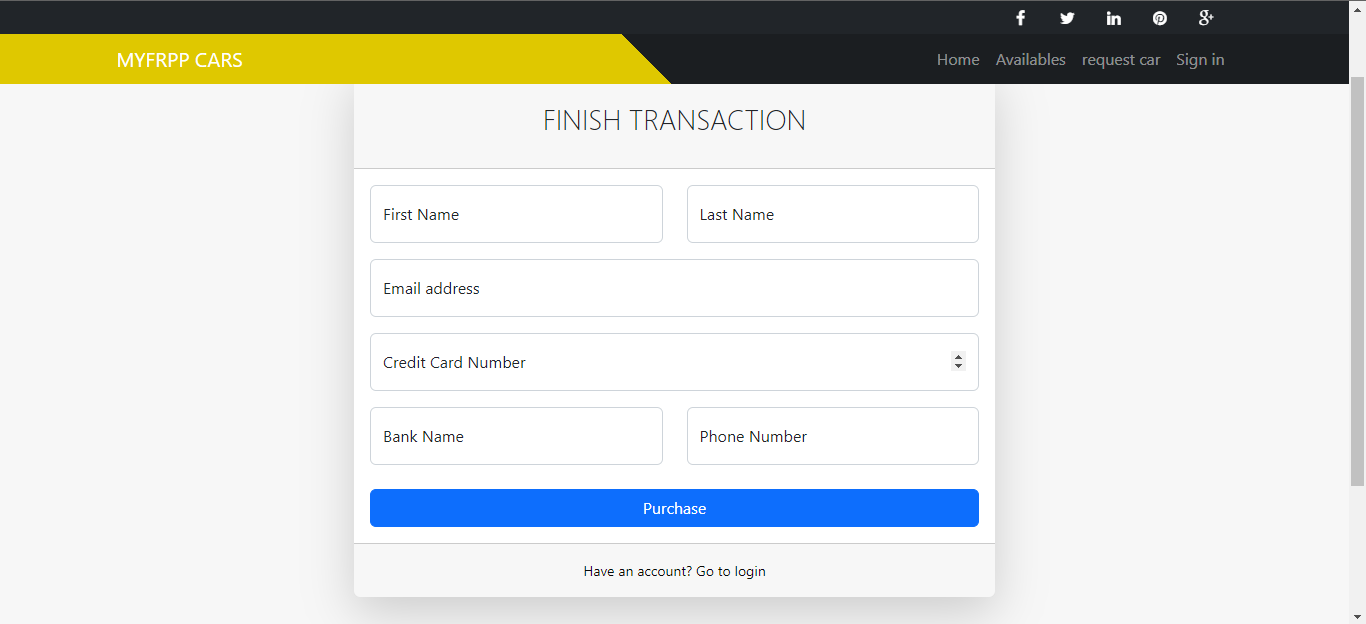 MYFRPP CARS
Home Availables request car Sign in
FINISH TRANSACTION
First Name Last Name
Email address
Credit Card Number
Bank Name Phone Number
Purchase
Have an account? Go to login